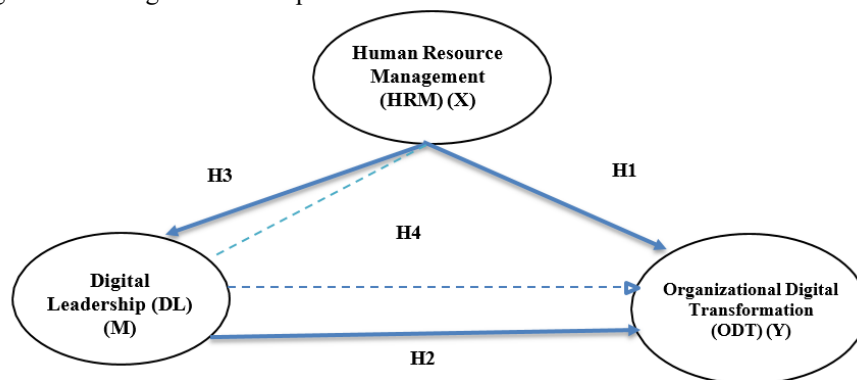 Human Resource
Management
(HRM) (X)
H3
H1
H4
Digital
Leadership (DL)
(M)
Organizational Digital
Transformation
(ODT) (Y)
H2